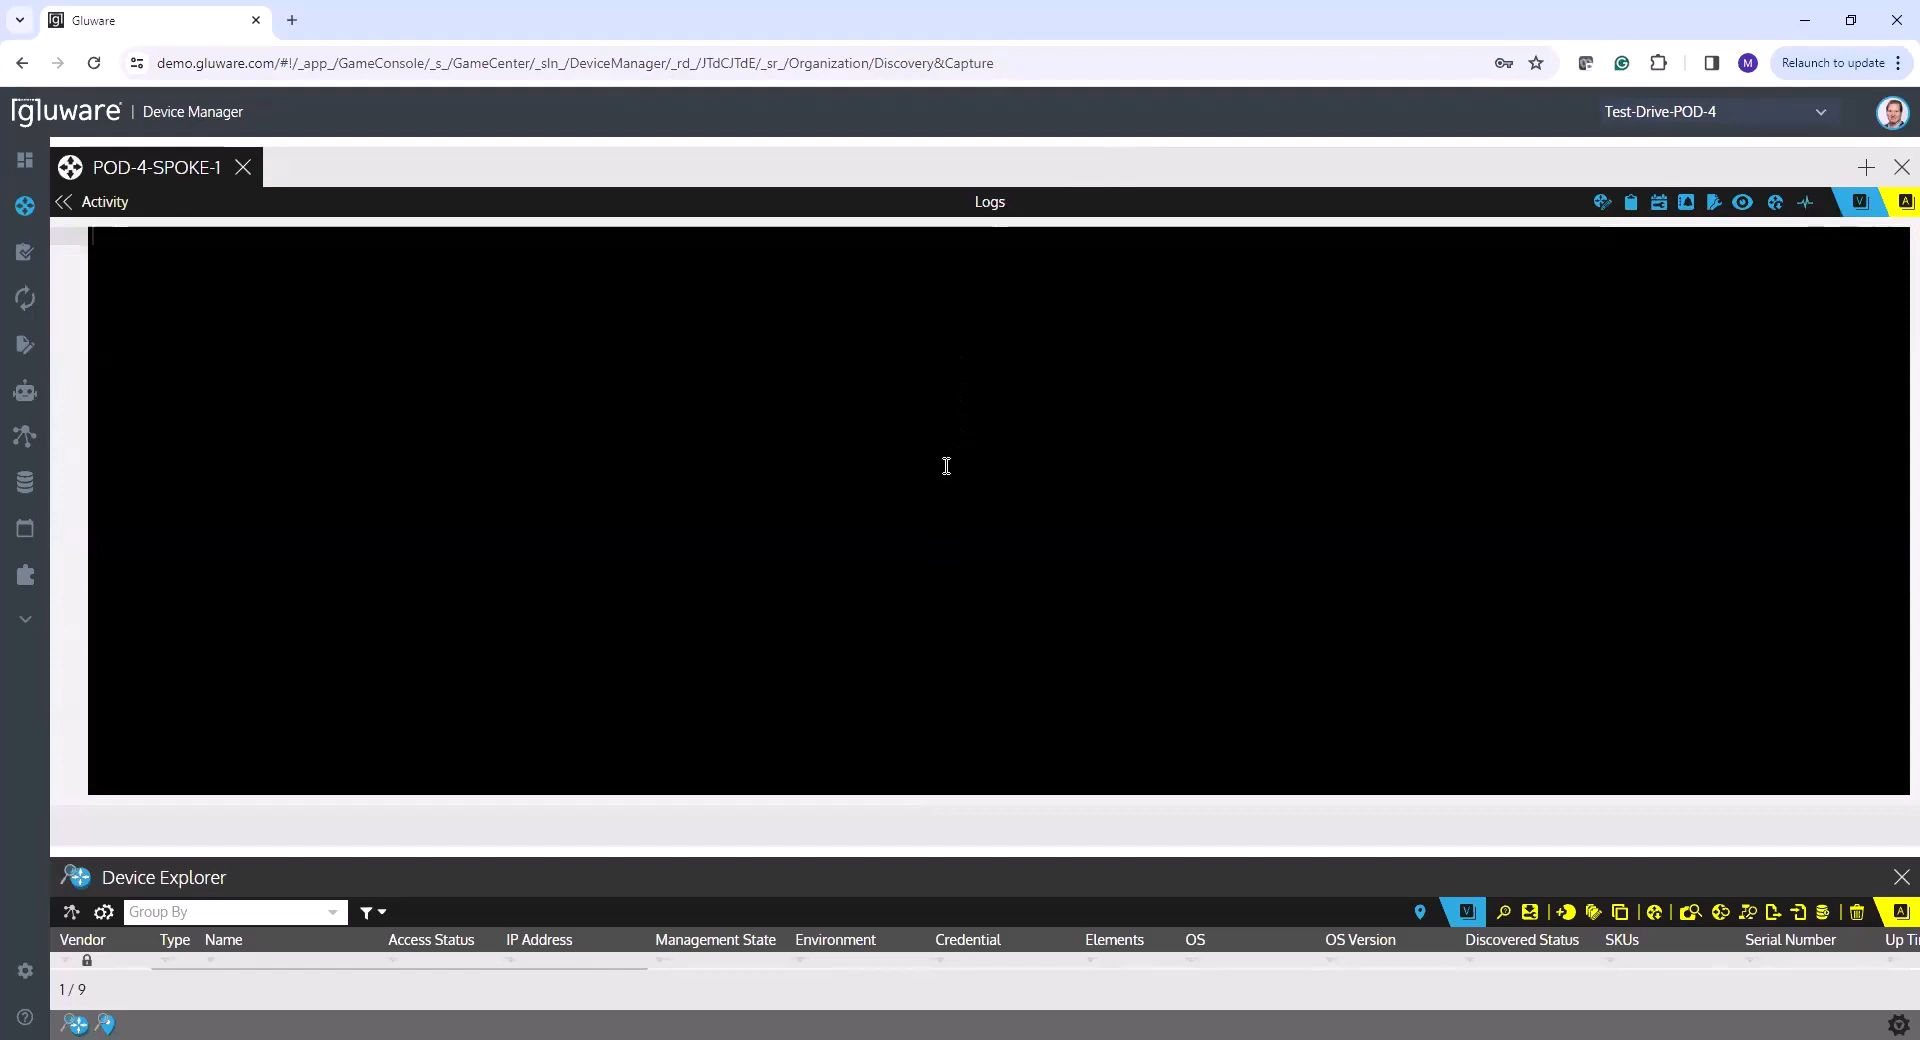 Gluware
demo.gluware.com/#!/_app_/GameConsole/_s_/GameCenter/_sln_/DeviceManager/_rd_/JTdCJTdE/_sr_/Organization/Discovery&Capture
M
Relaunch to update
[gluware | Device Manager
Test-Drive-POD-4
POD-4-SPOKE-1
Activity
Logs
V
A
Device Explorer
Group By
V
A
Vendor Type Name Access Status IP Address Management State Environment Credential Elements OS OS Version Discovered Status SKUs Serial Number Up Ti
1 / 9